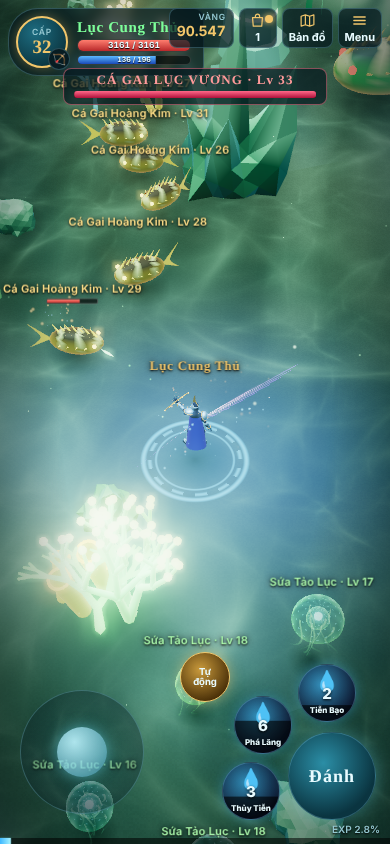 CẤP
32
Lục Cung Thủ
3161 / 3161
136 / 196
VÀNG
90.547
1
Bản đồ
Menu
CÁ GAI LỤC VƯƠNG · Lv 33
Cá Gai Hoàng Kim · Lv 31
Cá Gai Hoàng Kim · Lv 26
Cá Gai Hoàng Kim · Lv 28
Cá Gai Hoàng Kim · Lv 29
Lục Cung Thủ
Sứa Tảo Lục · Lv 17
Sứa Tảo Lục · Lv 18
Tự
động
2
Tiễn Bạo
6
Phá Lãng
Sứa Tảo Lục · Lv 16
3
Thủy Tiễn
Đánh
Sứa Tảo Lục · Lv 18
EXP 2.8%